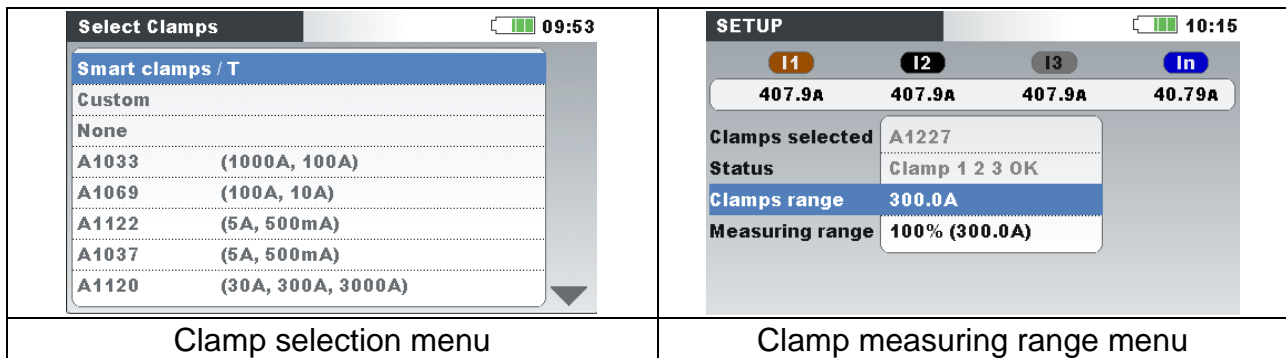 Select Clamps 09:53
Smart clamps / T
Custom
None
A1033 (1000A, 100A)
A1069 (100A, 10A)
A1122 (5A, 500mA)
A1037 (5A, 500mA)
A1120 (30A, 300A, 3000A)
Clamp selection menu
SETUP 10:15
I1 I2 I3 In
407.9A 407.9A 407.9A 40.79A
Clamps selected A1227
Status Clamp 1 2 3 OK
Clamps range 300.0A
Measuring range 100% (300.0A)
Clamp measuring range menu